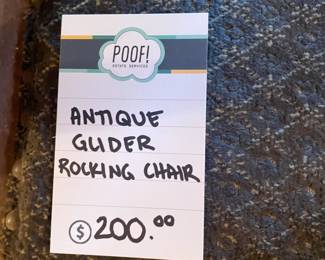 POOF!
ESTATE SERVICES
ANTIQUE
GLIDER
ROCKING CHAIR
$ 200.00